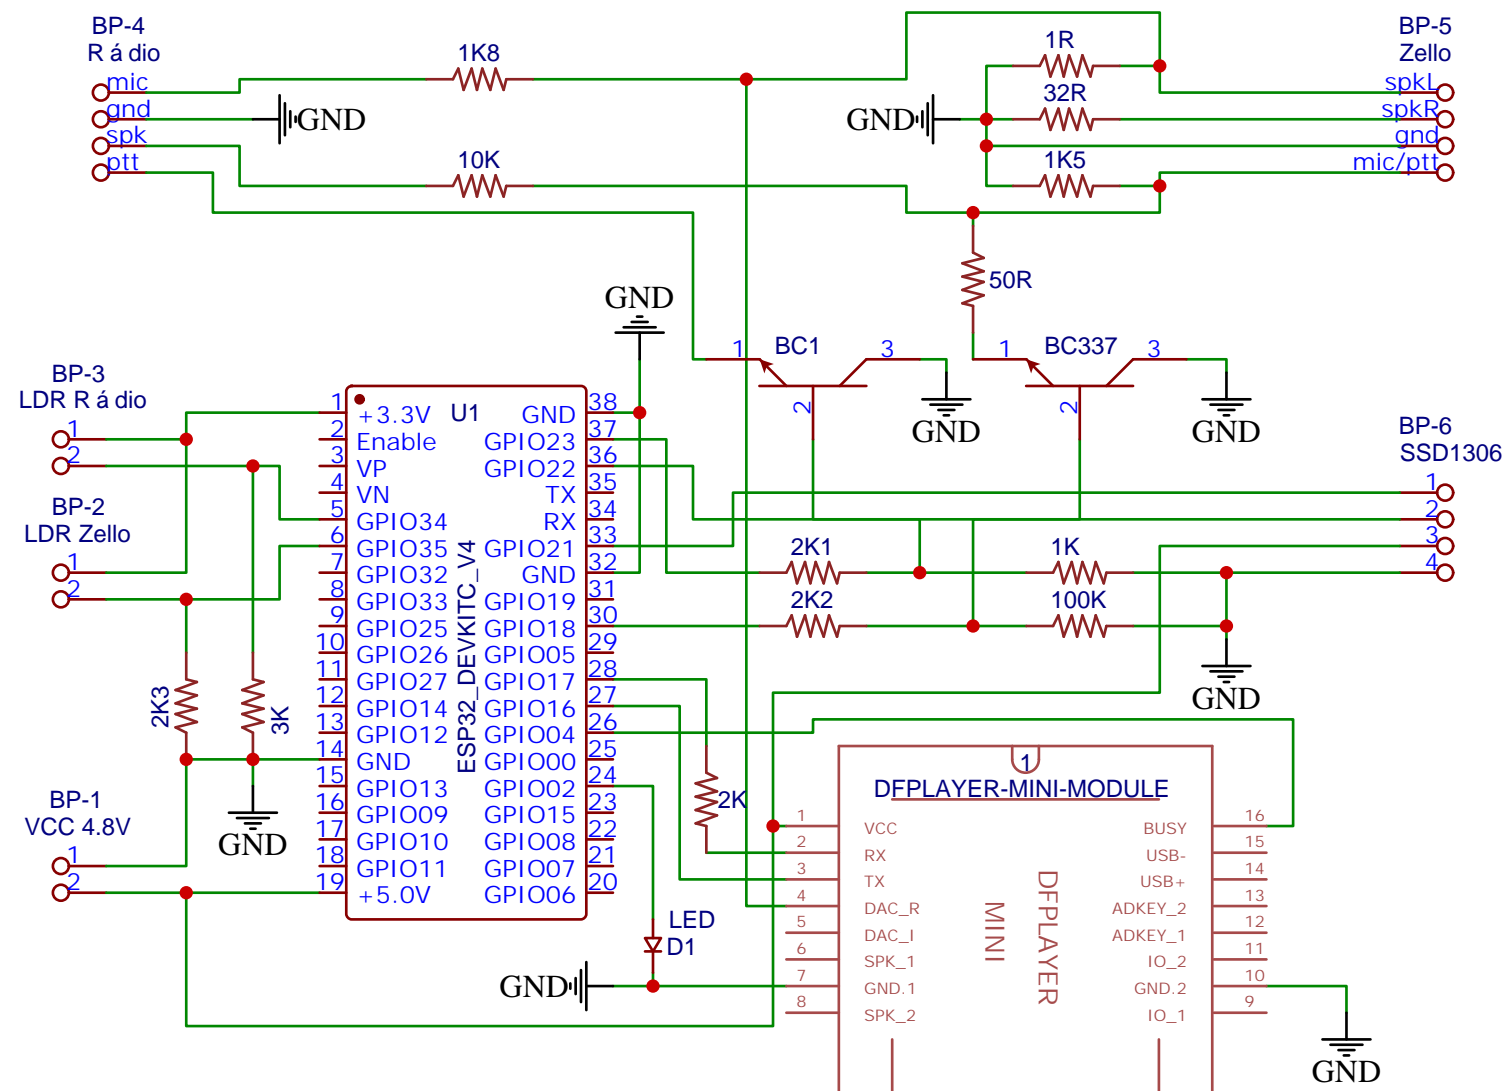 BP-4
R á dio
mic
gnd
spk
ptt
1K8
GND
10K
BP-5
Zello
spkL
spkR
gnd
mic/ptt
1R
32R
1K5
GND
50R
GND
BC1
1
2
3
GND
BC337
1
2
3
GND
BP-3
LDR R á dio
1
2
BP-2
LDR Zello
1
2
2K3
3K
GND
BP-1
VCC 4.8V
1
2
U1
ESP32_DEVKITC_V4
1 +3.3V
2 Enable
3 VP
4 VN
5 GPIO34
6 GPIO35
7 GPIO32
8 GPIO33
9 GPIO25
10 GPIO26
11 GPIO27
12 GPIO14
13 GPIO12
14 GND
15 GPIO13
16 GPIO09
17 GPIO10
18 GPIO11
19 +5.0V
GND 38
GPIO23 37
GPIO22 36
TX 35
RX 34
GPIO21 33
GND 32
GPIO19 31
GPIO18 30
GPIO05 29
GPIO17 28
GPIO16 27
GPIO04 26
GPIO00 25
GPIO02 24
GPIO15 23
GPIO08 22
GPIO07 21
GPIO06 20
BP-6
SSD1306
1
2
3
4
2K1
1K
2K2
100K
GND
2K
LED
D1
GND
1
DFPLAYER-MINI-MODULE
DFPLAYER
MINI
1 VCC
2 RX
3 TX
4 DAC_R
5 DAC_I
6 SPK_1
7 GND.1
8 SPK_2
BUSY 16
USB- 15
USB+ 14
ADKEY_2 13
ADKEY_1 12
IO_2 11
GND.2 10
IO_1 9
GND